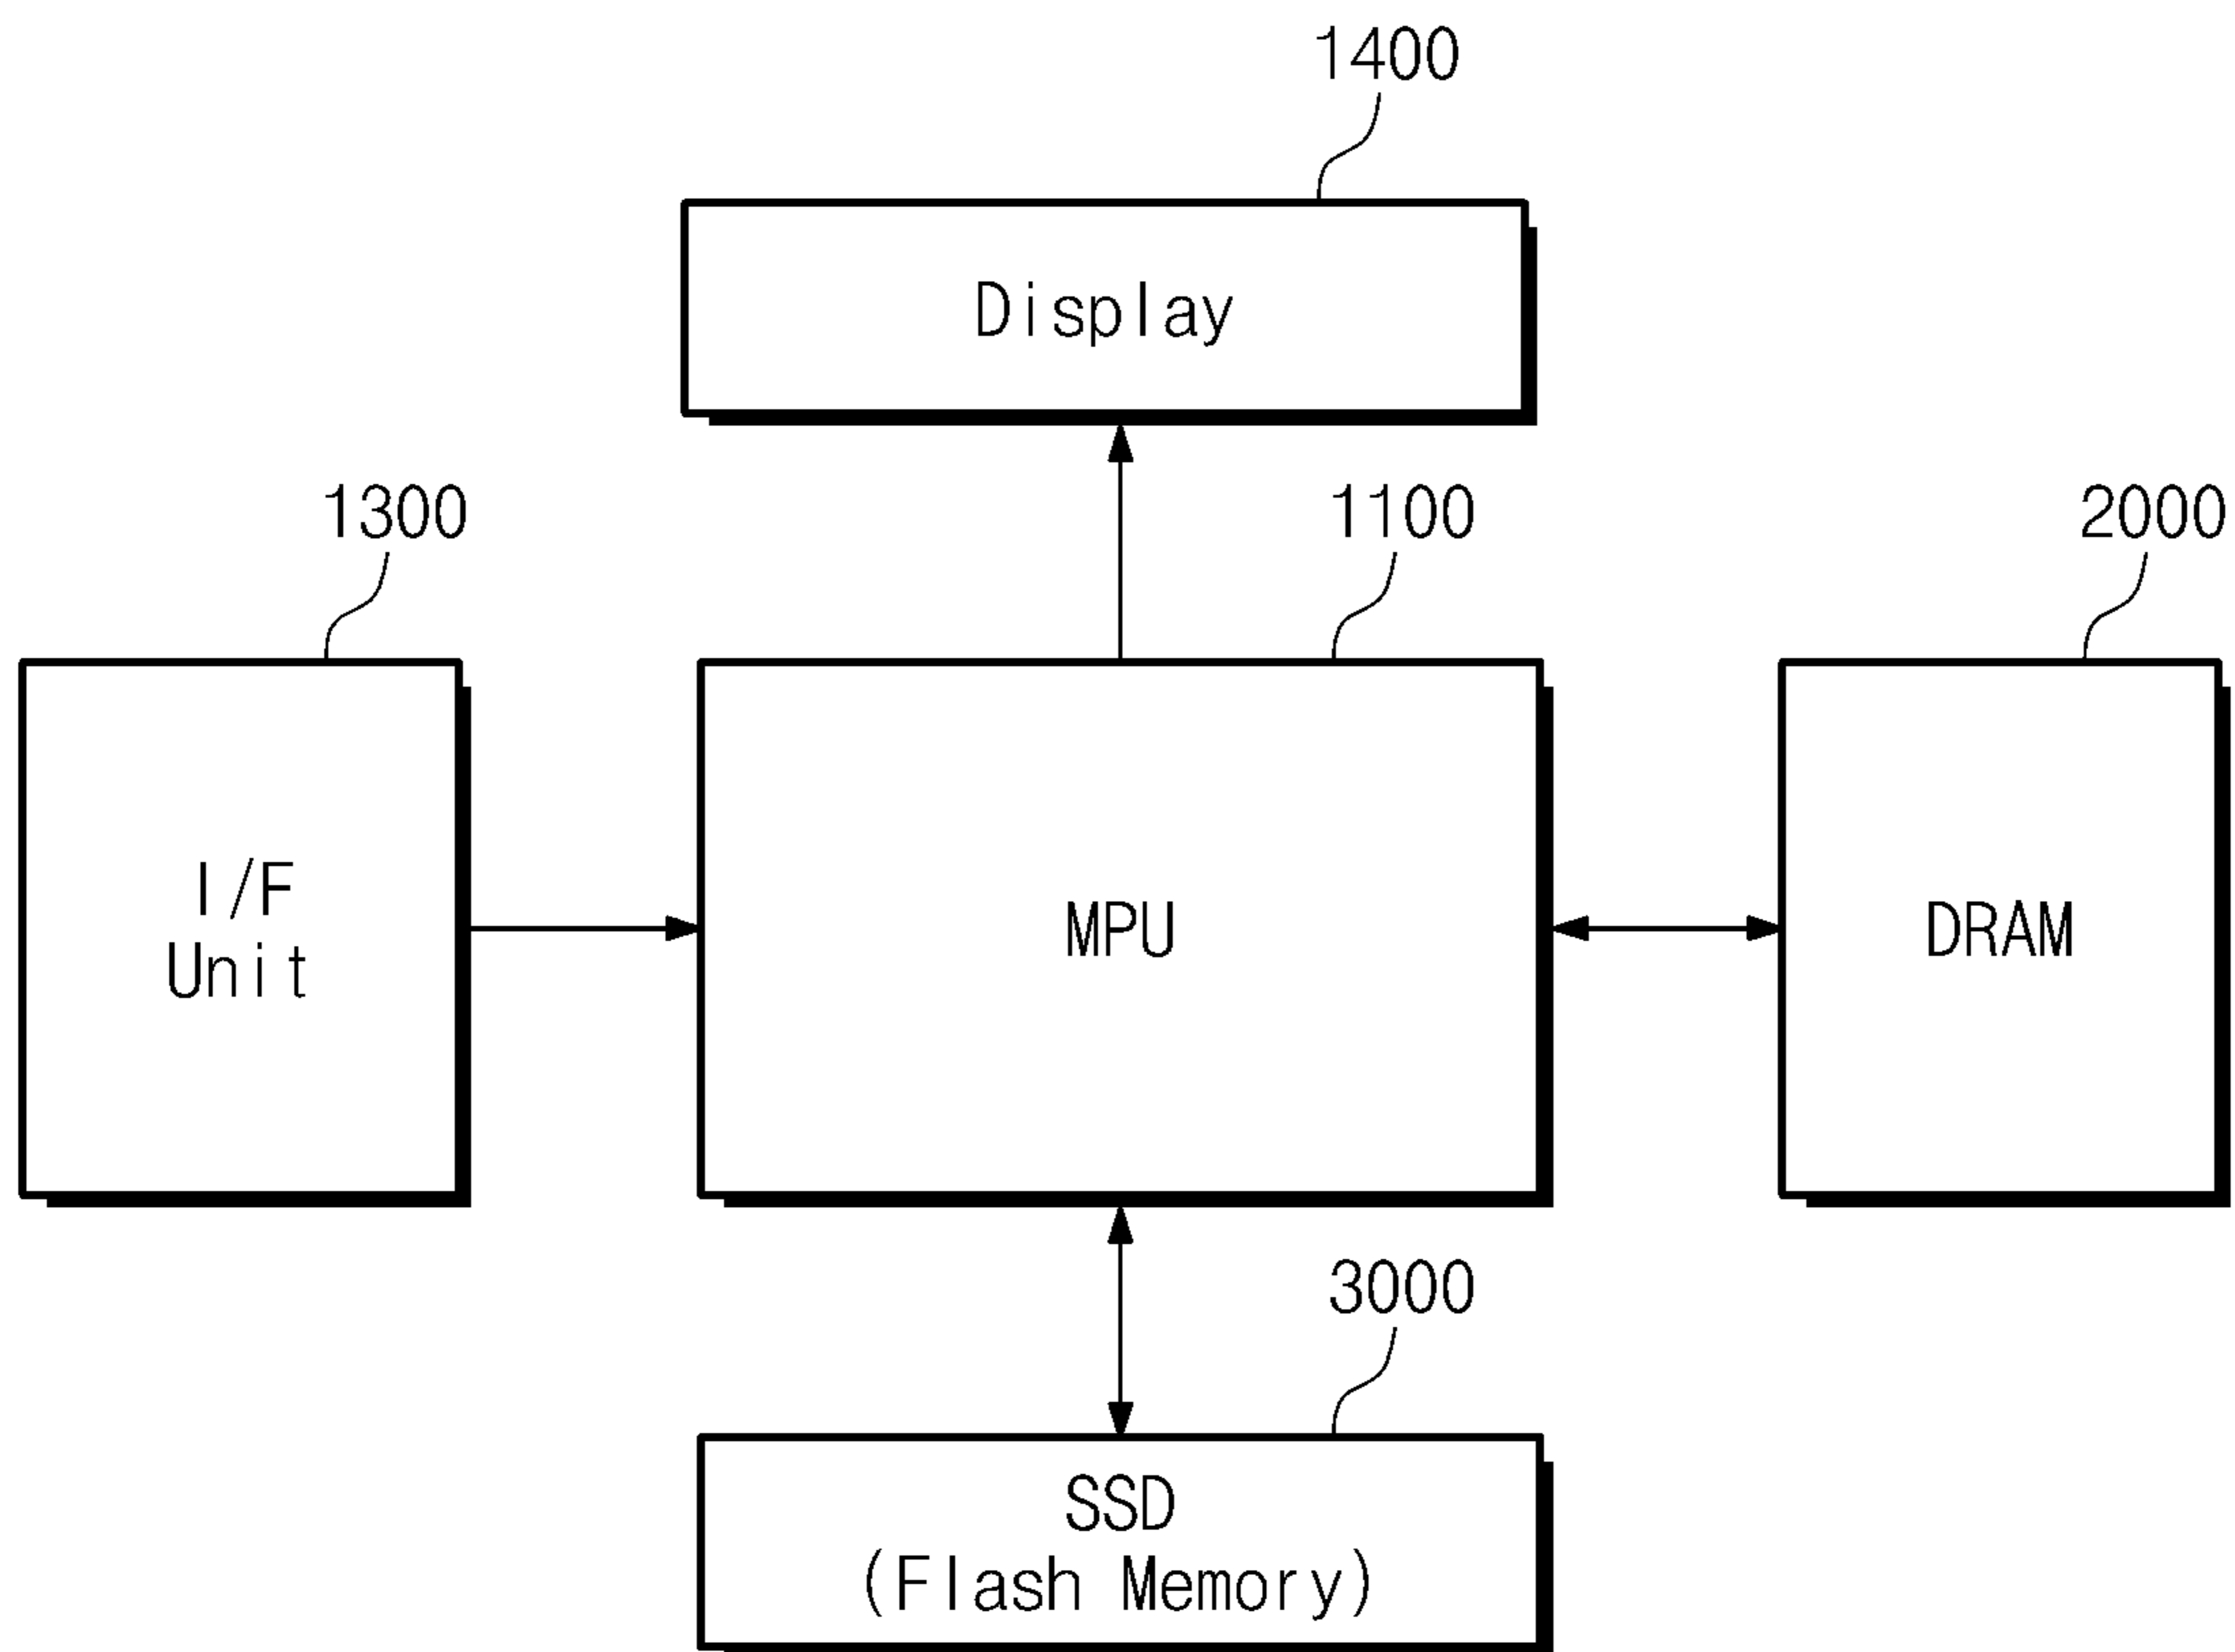 1400
Display
1300
1100
2000
I/F
Unit
MPU
DRAM
3000
SSD
(Flash Memory)